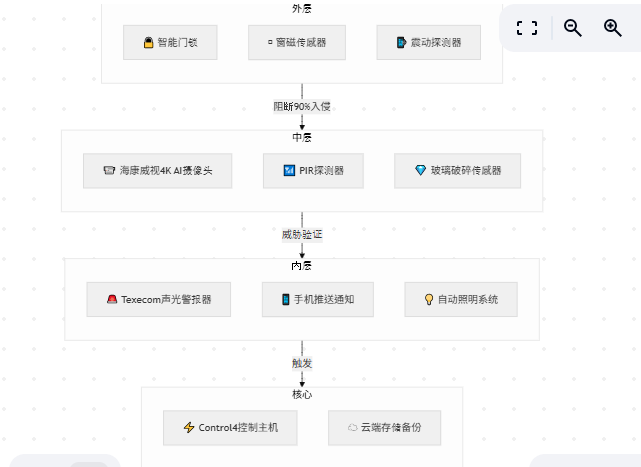 外层
智能门锁
窗磁传感器
震动探测器
阻断90%入侵
中层
海康威视4K AI摄像头
PIR探测器
玻璃破碎传感器
威胁验证
内层
Texecom声光警报器
手机推送通知
自动照明系统
触发
核心
Control4控制主机
云端存储备份